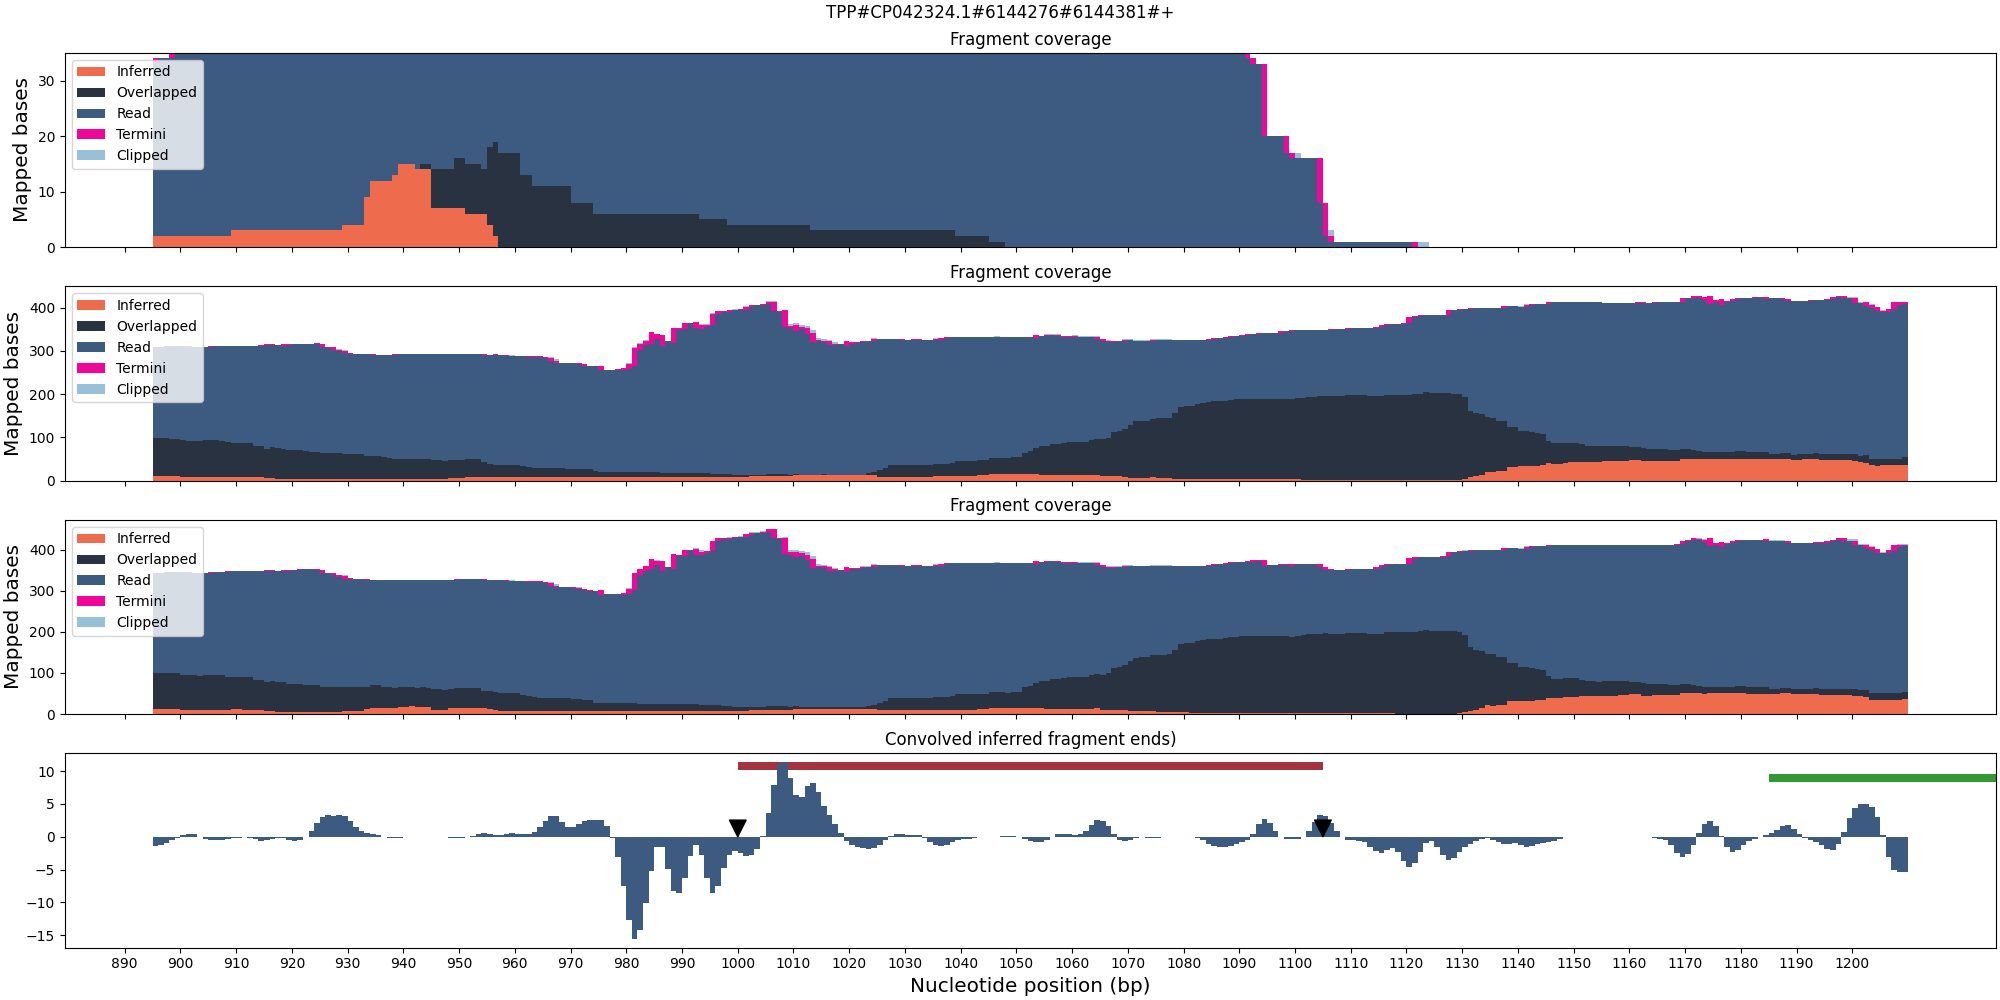 TPP#CP042324.1#6144276#6144381#+
Fragment coverage
Mapped bases
30
20
10
0
Inferred
Overlapped
Read
Termini
Clipped
Fragment coverage
Mapped bases
400
300
200
100
0
Inferred
Overlapped
Read
Termini
Clipped
Fragment coverage
Mapped bases
400
300
200
100
0
Inferred
Overlapped
Read
Termini
Clipped
Convolved inferred fragment ends)
10
5
0
−5
−10
−15
890 900 910 920 930 940 950 960 970 980 990 1000 1010 1020 1030 1040 1050 1060 1070 1080 1090 1100 1110 1120 1130 1140 1150 1160 1170 1180 1190 1200
Nucleotide position (bp)